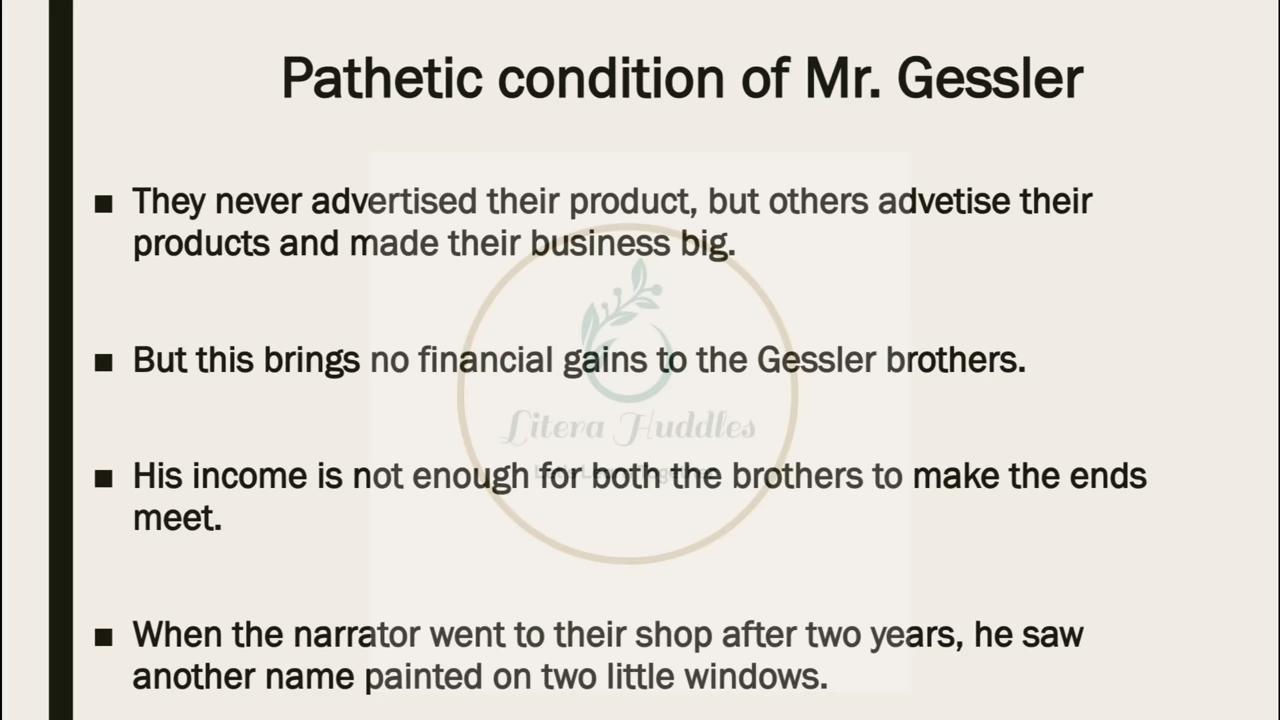 Pathetic condition of Mr. Gessler
■ They never advertised their product, but others advetise their
products and made their business big.
■ But this brings no financial gains to the Gessler brothers.
Litera Huddles
■ His income is not enough for both the brothers to make the ends
meet.
■ When the narrator went to their shop after two years, he saw
another name painted on two little windows.